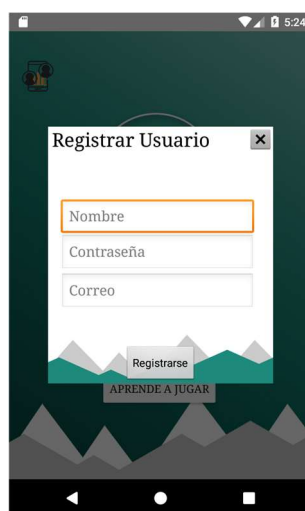 5:24
Registrar Usuario
Nombre
Contraseña
Correo
Registrarse
APRENDE A JUGAR